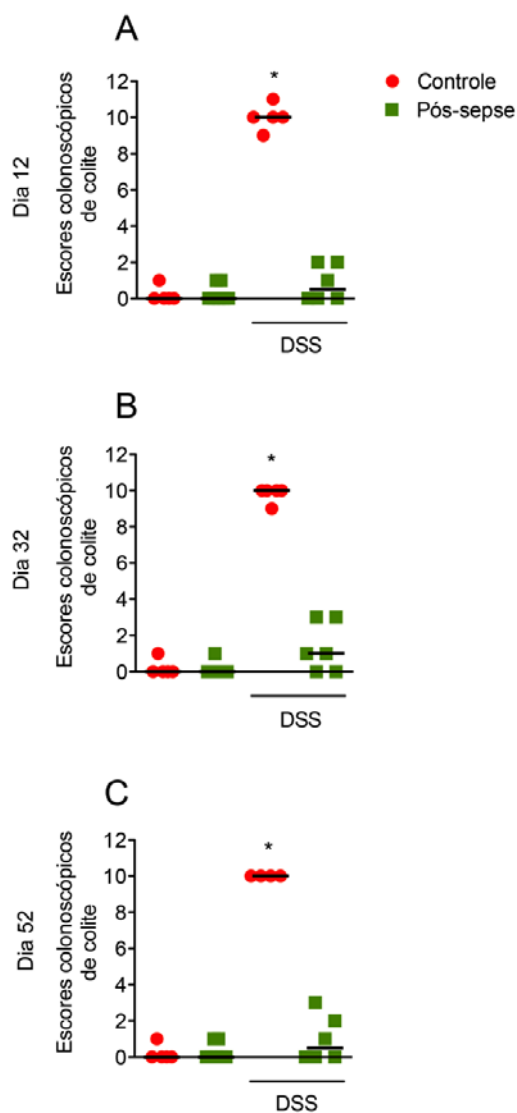 A
Controle
Pós-sepse
Dia 12
Escores colonoscópicos
de colite
12
10
8
6
4
2
0
*
DSS
B
Dia 32
Escores colonoscópicos
de colite
12
10
8
6
4
2
0
*
DSS
C
Dia 52
Escores colonoscópicos
de colite
12
10
8
6
4
2
0
*
DSS